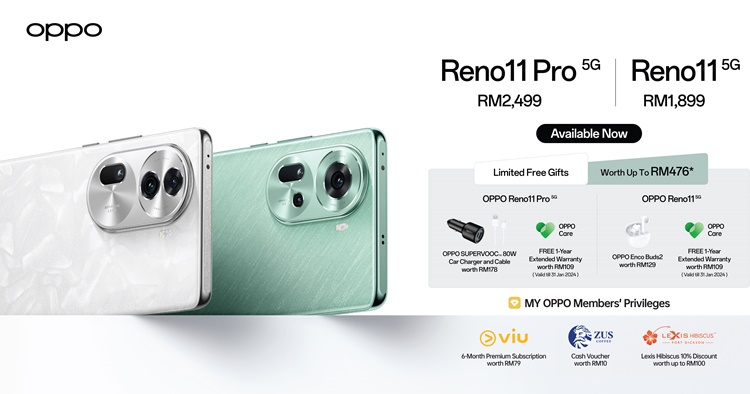 oppo
Reno11 Pro 5G
RM2,499
Reno11 5G
RM1,899
Available Now
Limited Free Gifts
Worth Up To RM476*
OPPO Reno11 Pro 5G
OPPO SUPERVOOC™ 80W
Car Charger and Cable
worth RM178
OPPO
Care
FREE 1-Year
Extended Warranty
worth RM109
(Valid till 31 Jan 2024)
OPPO Reno11 5G
OPPO Enco Buds2
worth RM129
OPPO
Care
FREE 1-Year
Extended Warranty
worth RM109
(Valid till 31 Jan 2024)
MY OPPO Members' Privileges
viu
6-Month Premium Subscription
worth RM79
ZUS
COFFEE
Cash Voucher
worth RM10
LEXIS HIBISCUS
PORT DICKSON
Lexis Hibiscus 10% Discount
worth up to RM100